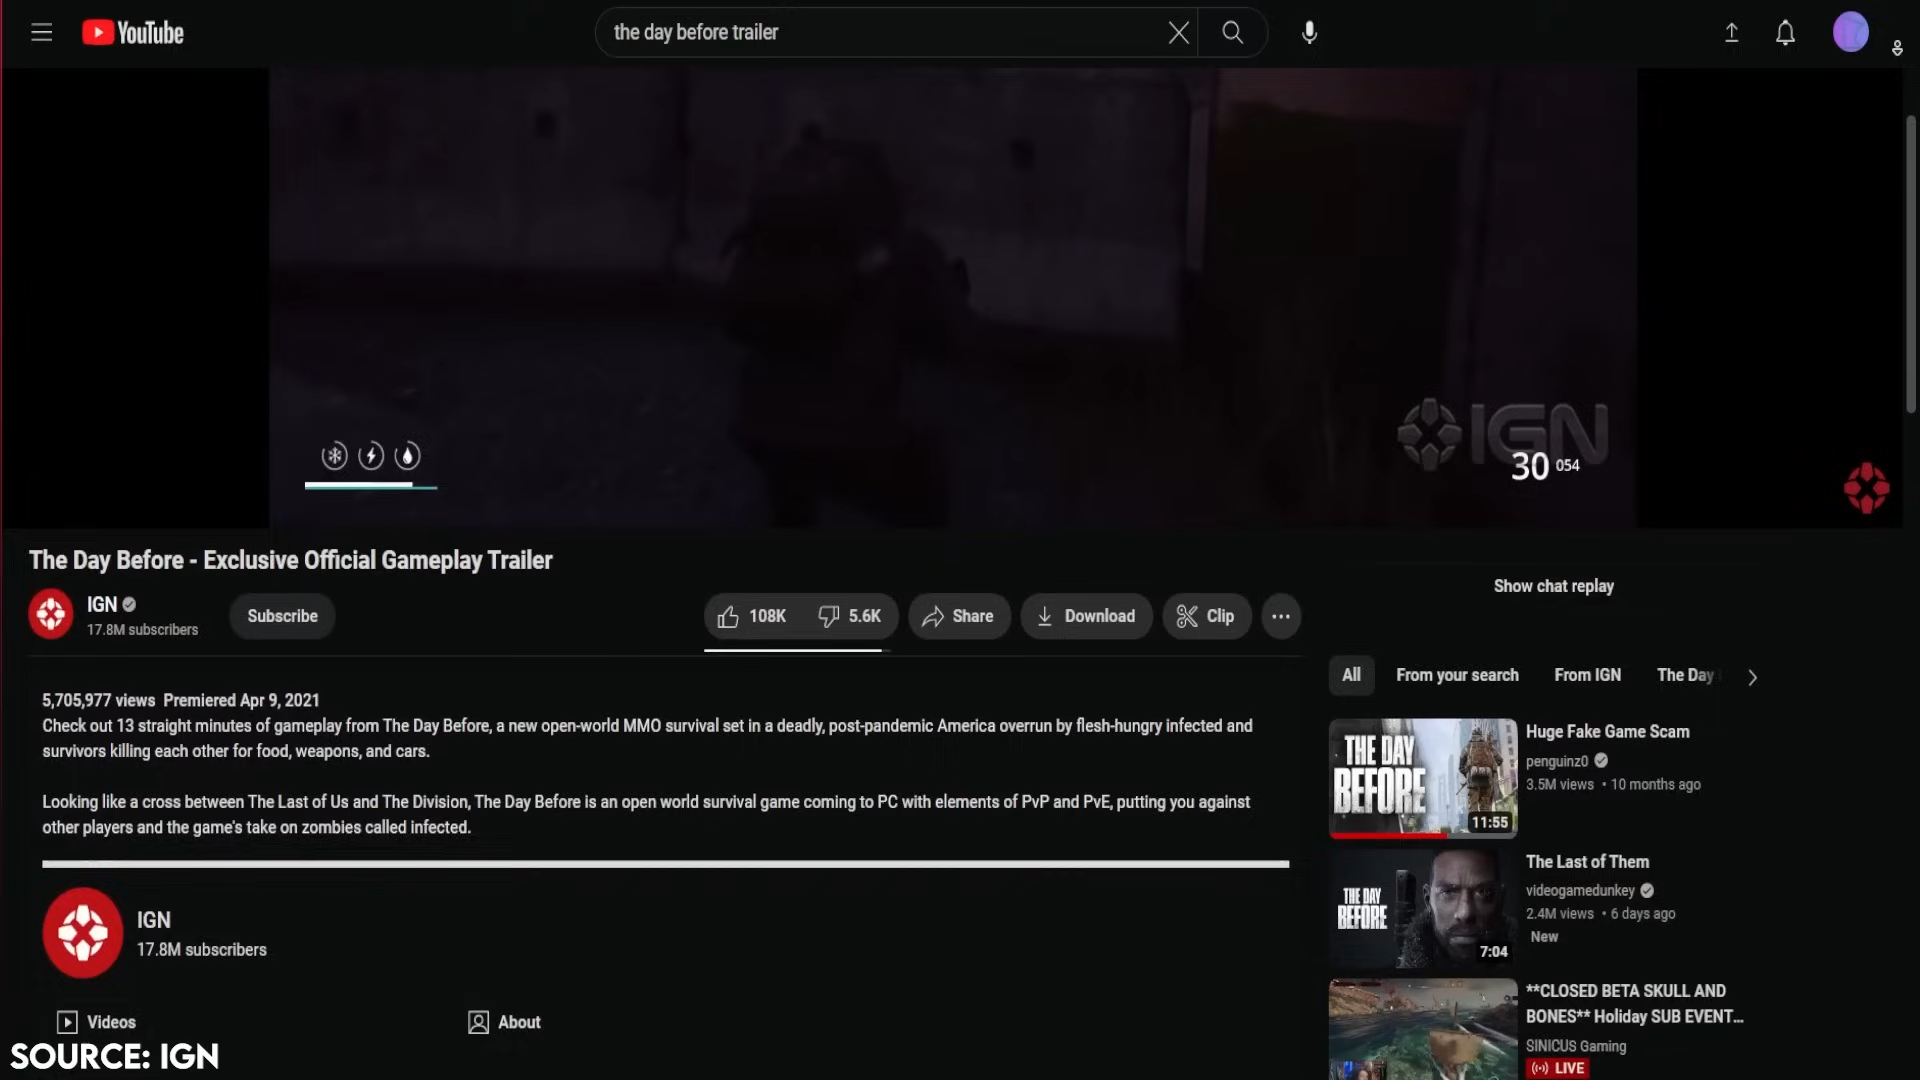 YouTube
the day before trailer
IGN
30 054
The Day Before - Exclusive Official Gameplay Trailer
IGN
17.8M subscribers
Subscribe
108K
5.6K
Share
Download
Clip
5,705,977 views Premiered Apr 9, 2021
Check out 13 straight minutes of gameplay from The Day Before, a new open-world MMO survival set in a deadly, post-pandemic America overrun by flesh-hungry infected and
survivors killing each other for food, weapons, and cars.
Looking like a cross between The Last of Us and The Division, The Day Before is an open world survival game coming to PC with elements of PvP and PvE, putting you against
other players and the game's take on zombies called infected.
IGN
17.8M subscribers
Videos
About
SOURCE: IGN
Show chat replay
All
From your search
From IGN
The Day
THE DAY
BEFORE
11:55
Huge Fake Game Scam
penguinz0
3.5M views • 10 months ago
THE DAY
BEFORE
7:04
The Last of Them
videogamedunkey
2.4M views • 6 days ago
New
**CLOSED BETA SKULL AND
BONES** Holiday SUB EVENT...
SINICUS Gaming
LIVE